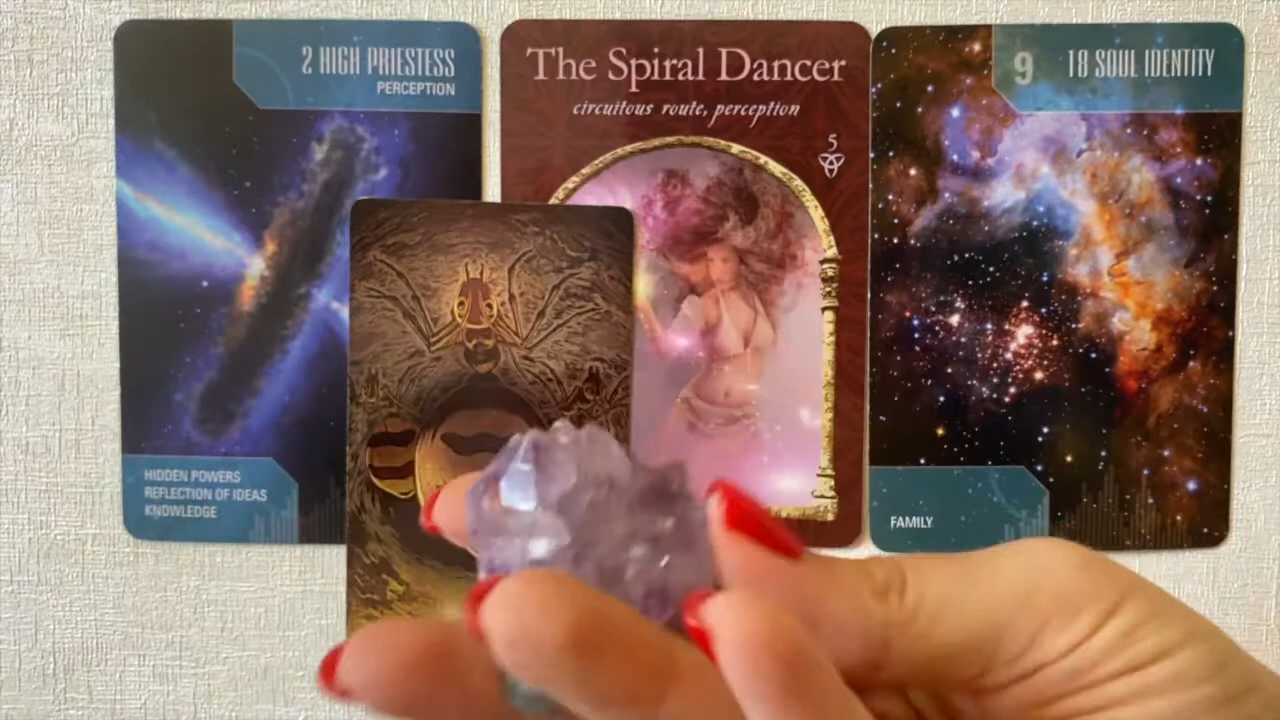 2 HIGH PRIESTESS
PERCEPTION
HIDDEN POWERS
REFLECTION OF IDEAS
KNOWLEDGE
The Spiral Dancer
circuitous route, perception
5
9 18 SOUL IDENTITY
FAMILY